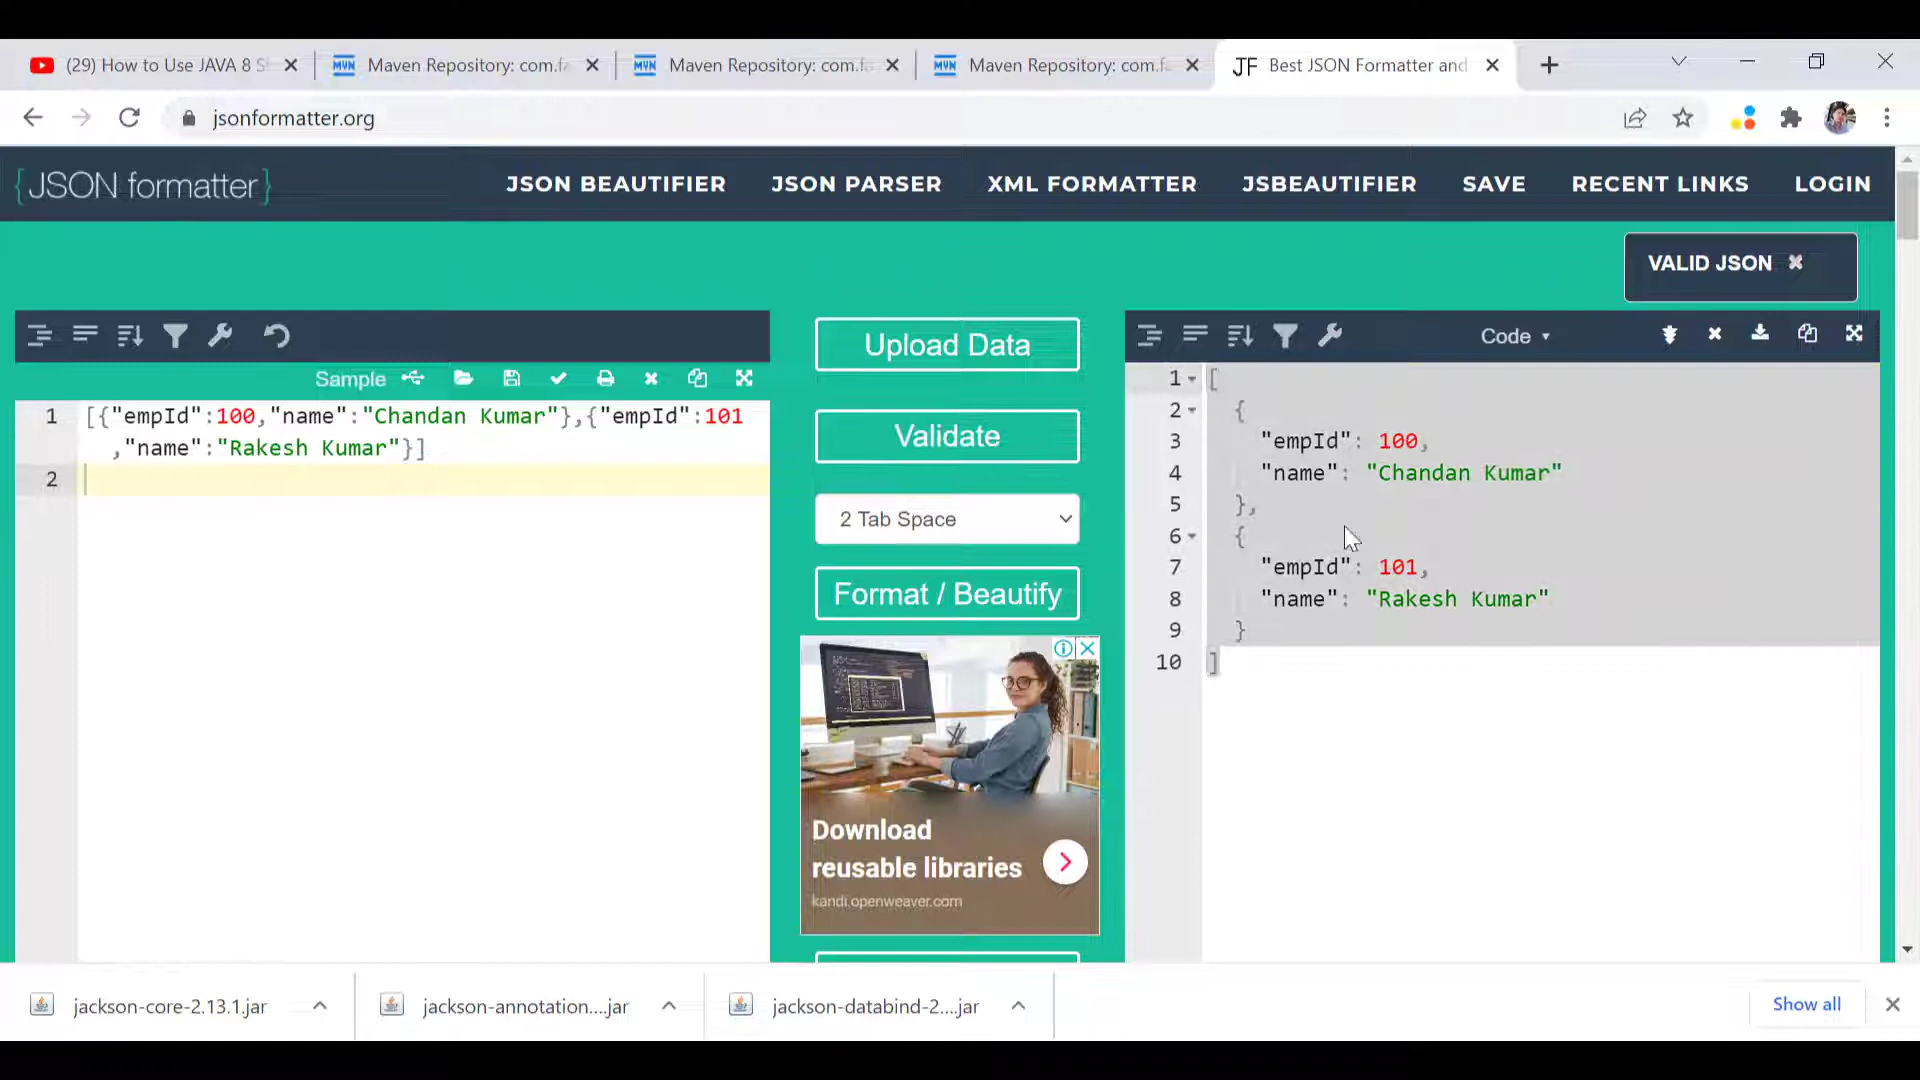 (29) How to Use JAVA 8 S
Maven Repository: com.fa
Maven Repository: com.fa
Maven Repository: com.fa
JF Best JSON Formatter and
jsonformatter.org
{JSON formatter}
JSON BEAUTIFIER
JSON PARSER
XML FORMATTER
JSBEAUTIFIER
SAVE
RECENT LINKS
LOGIN
VALID JSON
Sample
1 [{"empId":100,"name":"Chandan Kumar"},{"empId":101
,"name":"Rakesh Kumar"}]
2
Upload Data
Validate
2 Tab Space
Format / Beautify
Download
reusable libraries
kandi.openweaver.com
Code
1 [
2 {
3 "empId": 100,
4 "name": "Chandan Kumar"
5 },
6 {
7 "empId": 101,
8 "name": "Rakesh Kumar"
9 }
10 ]
jackson-core-2.13.1.jar
jackson-annotation....jar
jackson-databind-2....jar
Show all